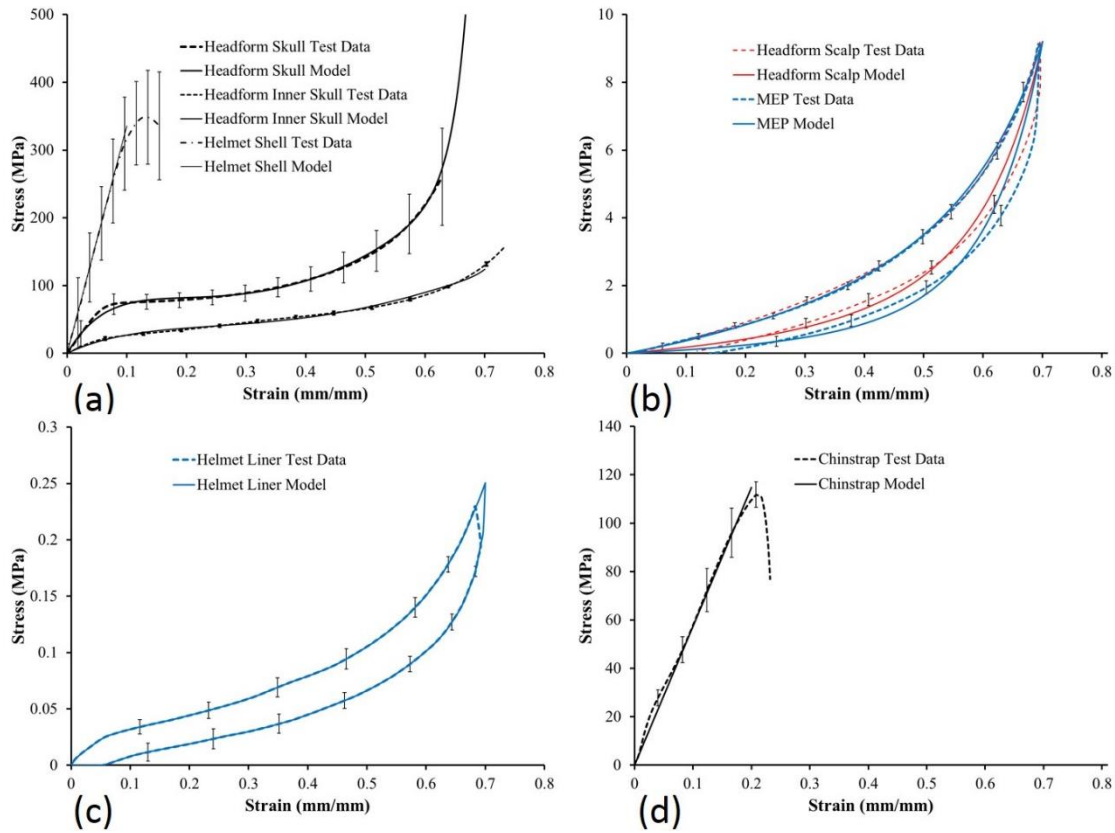 500
400
300
200
100
0
Stress (MPa)
Headform Skull Test Data
Headform Skull Model
Headform Inner Skull Test Data
Headform Inner Skull Model
Helmet Shell Test Data
Helmet Shell Model
0 0.1 0.2 0.3 0.4 0.5 0.6 0.7 0.8
Strain (mm/mm)
(a)
10
8
6
4
2
0
Stress (MPa)
Headform Scalp Test Data
Headform Scalp Model
MEP Test Data
MEP Model
0 0.1 0.2 0.3 0.4 0.5 0.6 0.7 0.8
Strain (mm/mm)
(b)
0.3
0.25
0.2
0.15
0.1
0.05
0
Stress (MPa)
Helmet Liner Test Data
Helmet Liner Model
0 0.1 0.2 0.3 0.4 0.5 0.6 0.7 0.8
Strain (mm/mm)
(c)
140
120
100
80
60
40
20
0
Stress (MPa)
Chinstrap Test Data
Chinstrap Model
0 0.1 0.2 0.3 0.4 0.5 0.6 0.7 0.8
Strain (mm/mm)
(d)